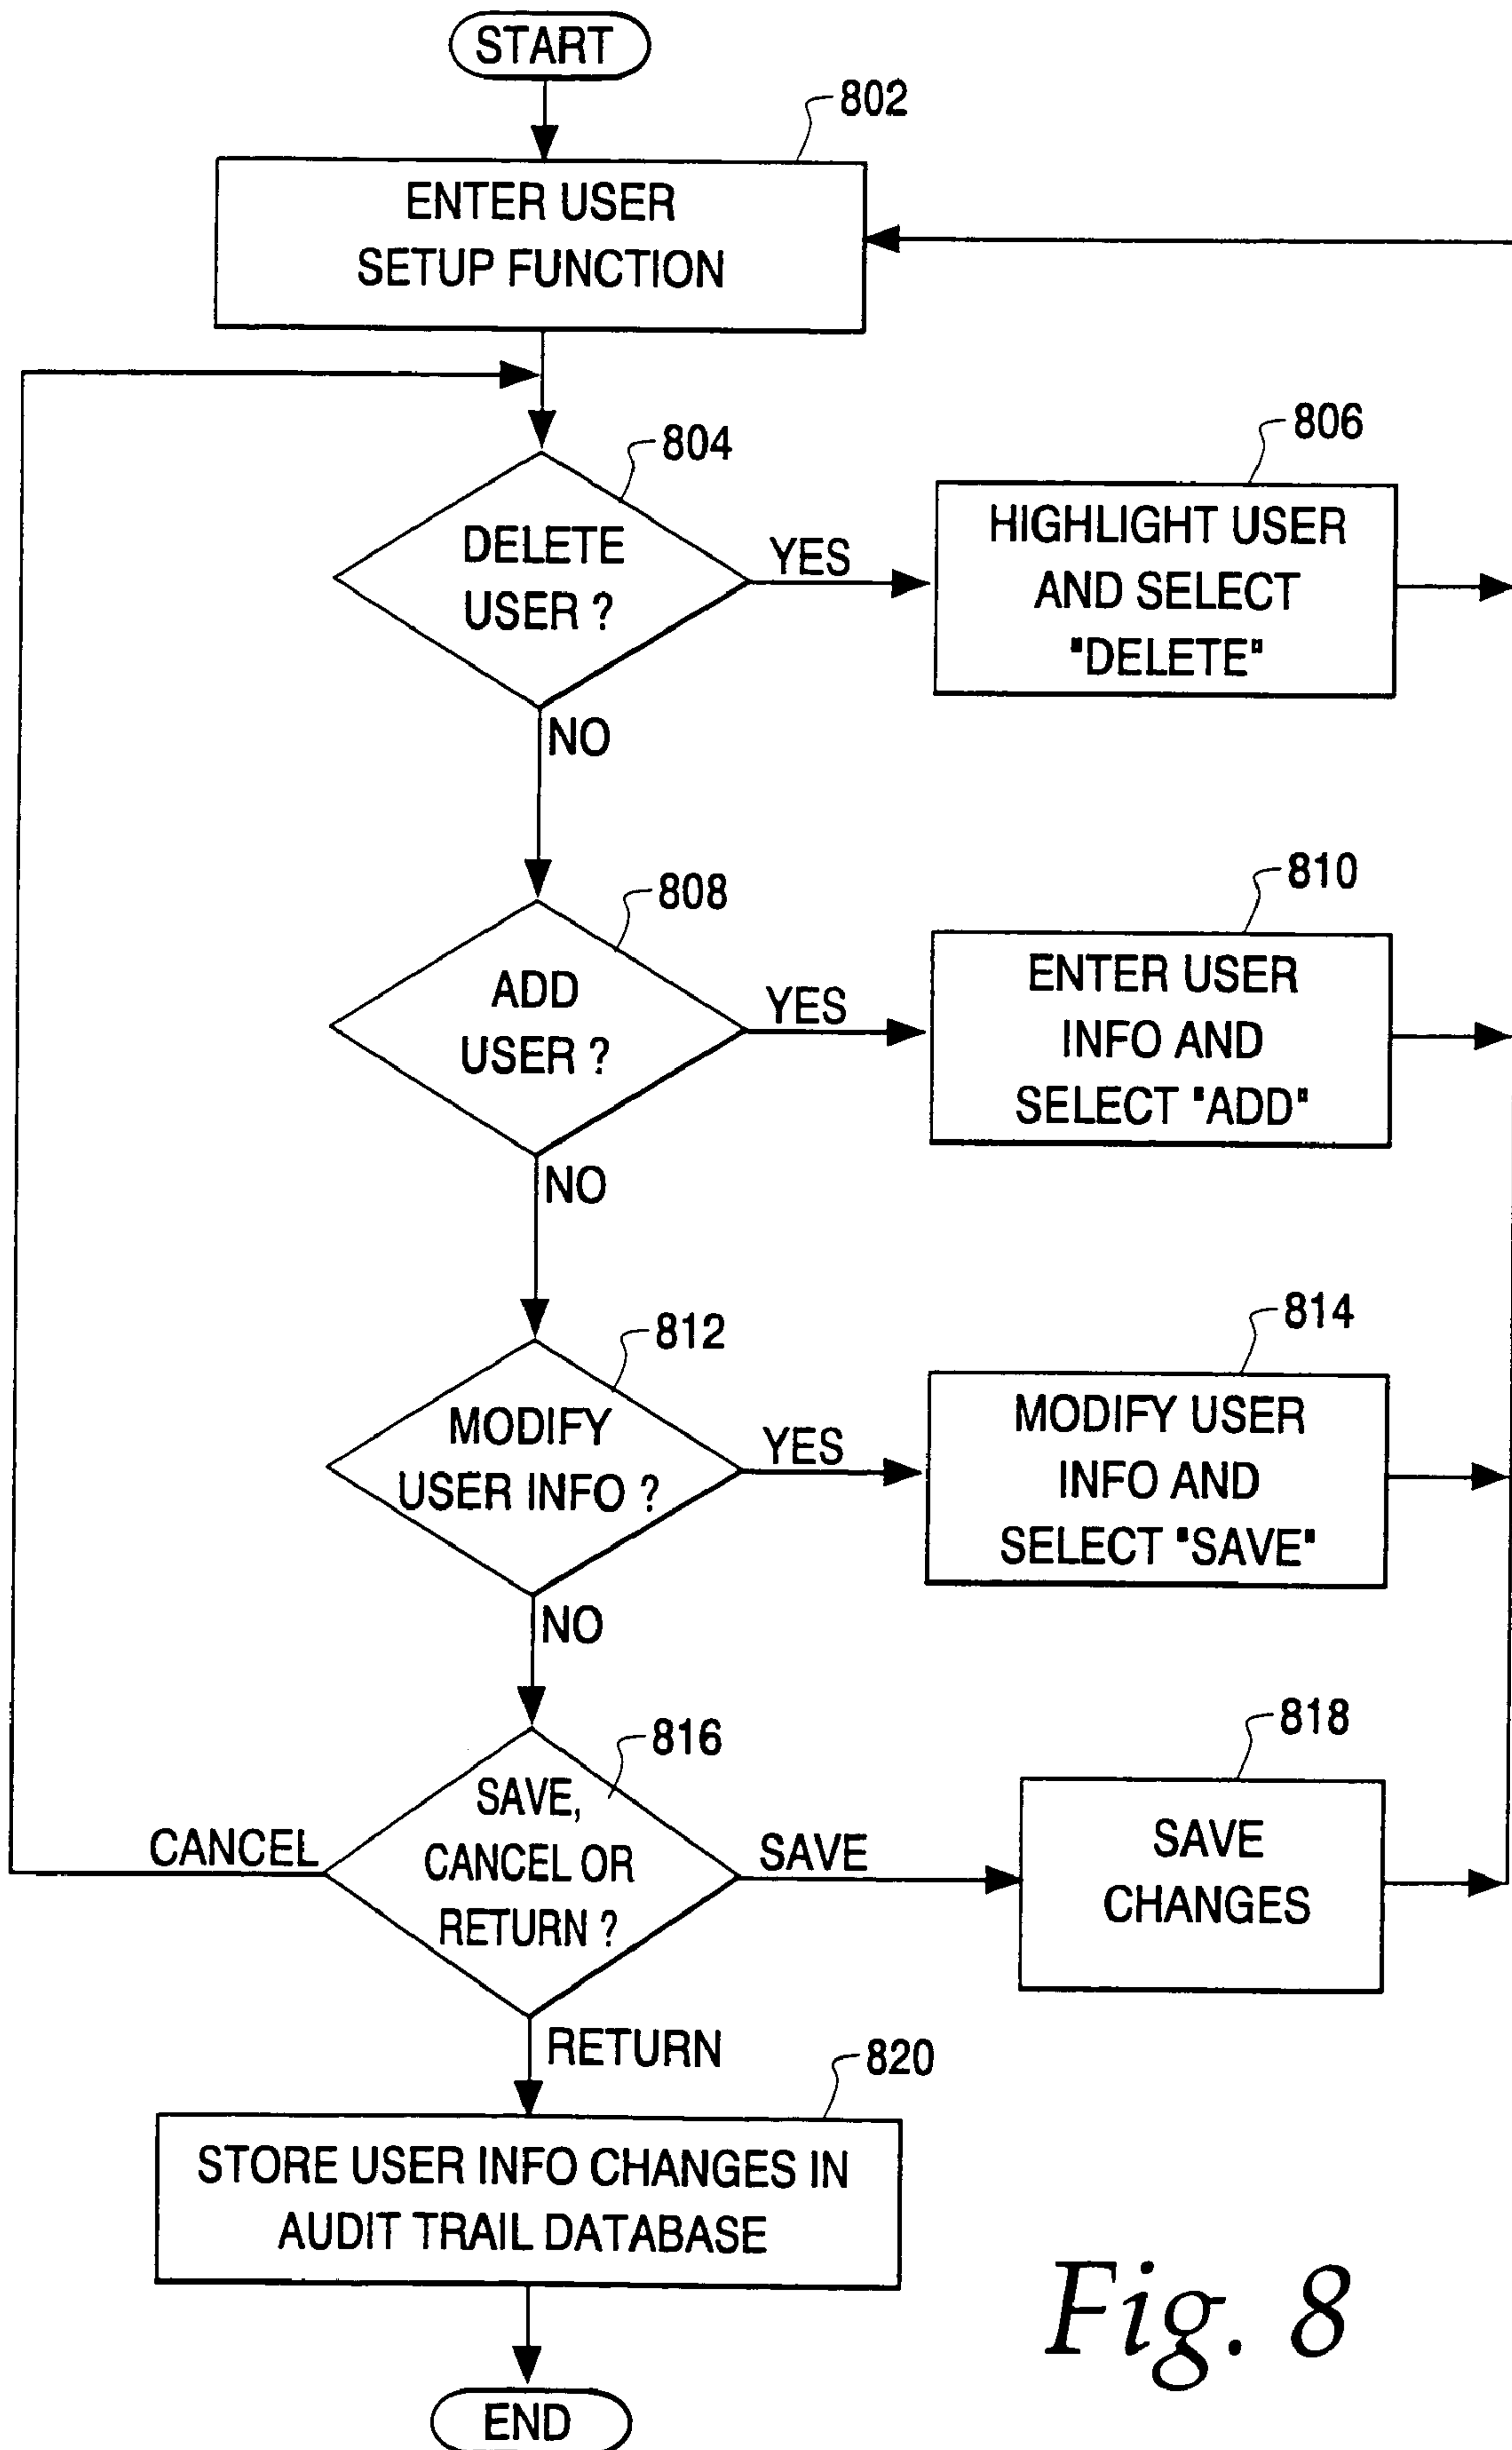 START
802
ENTER USER
SETUP FUNCTION
804
DELETE
USER ?
YES
806
HIGHLIGHT USER
AND SELECT
"DELETE"
NO
808
ADD
USER ?
YES
810
ENTER USER
INFO AND
SELECT "ADD"
NO
812
MODIFY
USER INFO ?
YES
814
MODIFY USER
INFO AND
SELECT "SAVE"
NO
816
SAVE,
CANCEL OR
RETURN ?
CANCEL
SAVE
818
SAVE
CHANGES
RETURN
820
STORE USER INFO CHANGES IN
AUDIT TRAIL DATABASE
END
Fig. 8